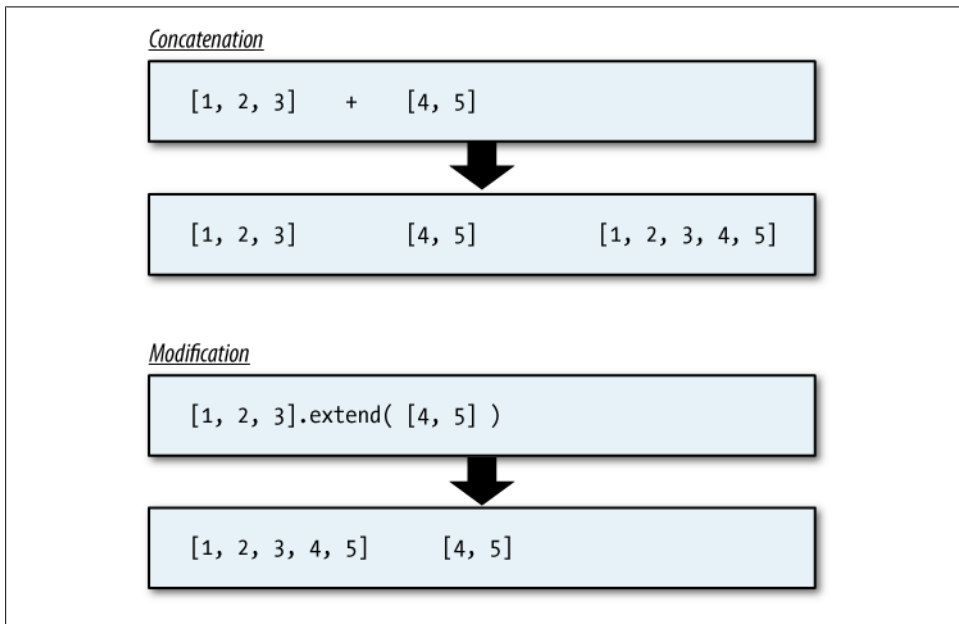 Concatenation
[1, 2, 3] + [4, 5]
[1, 2, 3] [4, 5] [1, 2, 3, 4, 5]
Modification
[1, 2, 3].extend( [4, 5] )
[1, 2, 3, 4, 5] [4, 5]